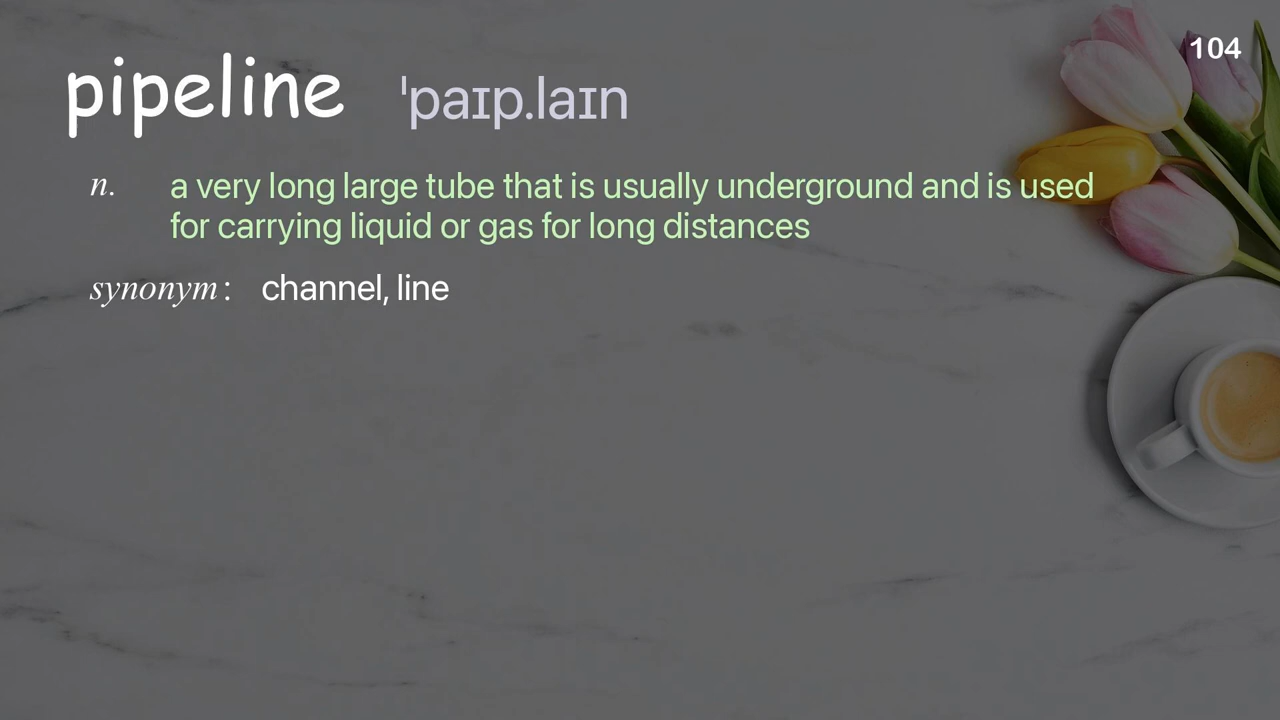 104
pipeline ˈpaɪp.laɪn
n. a very long large tube that is usually underground and is used
for carrying liquid or gas for long distances
synonym: channel, line